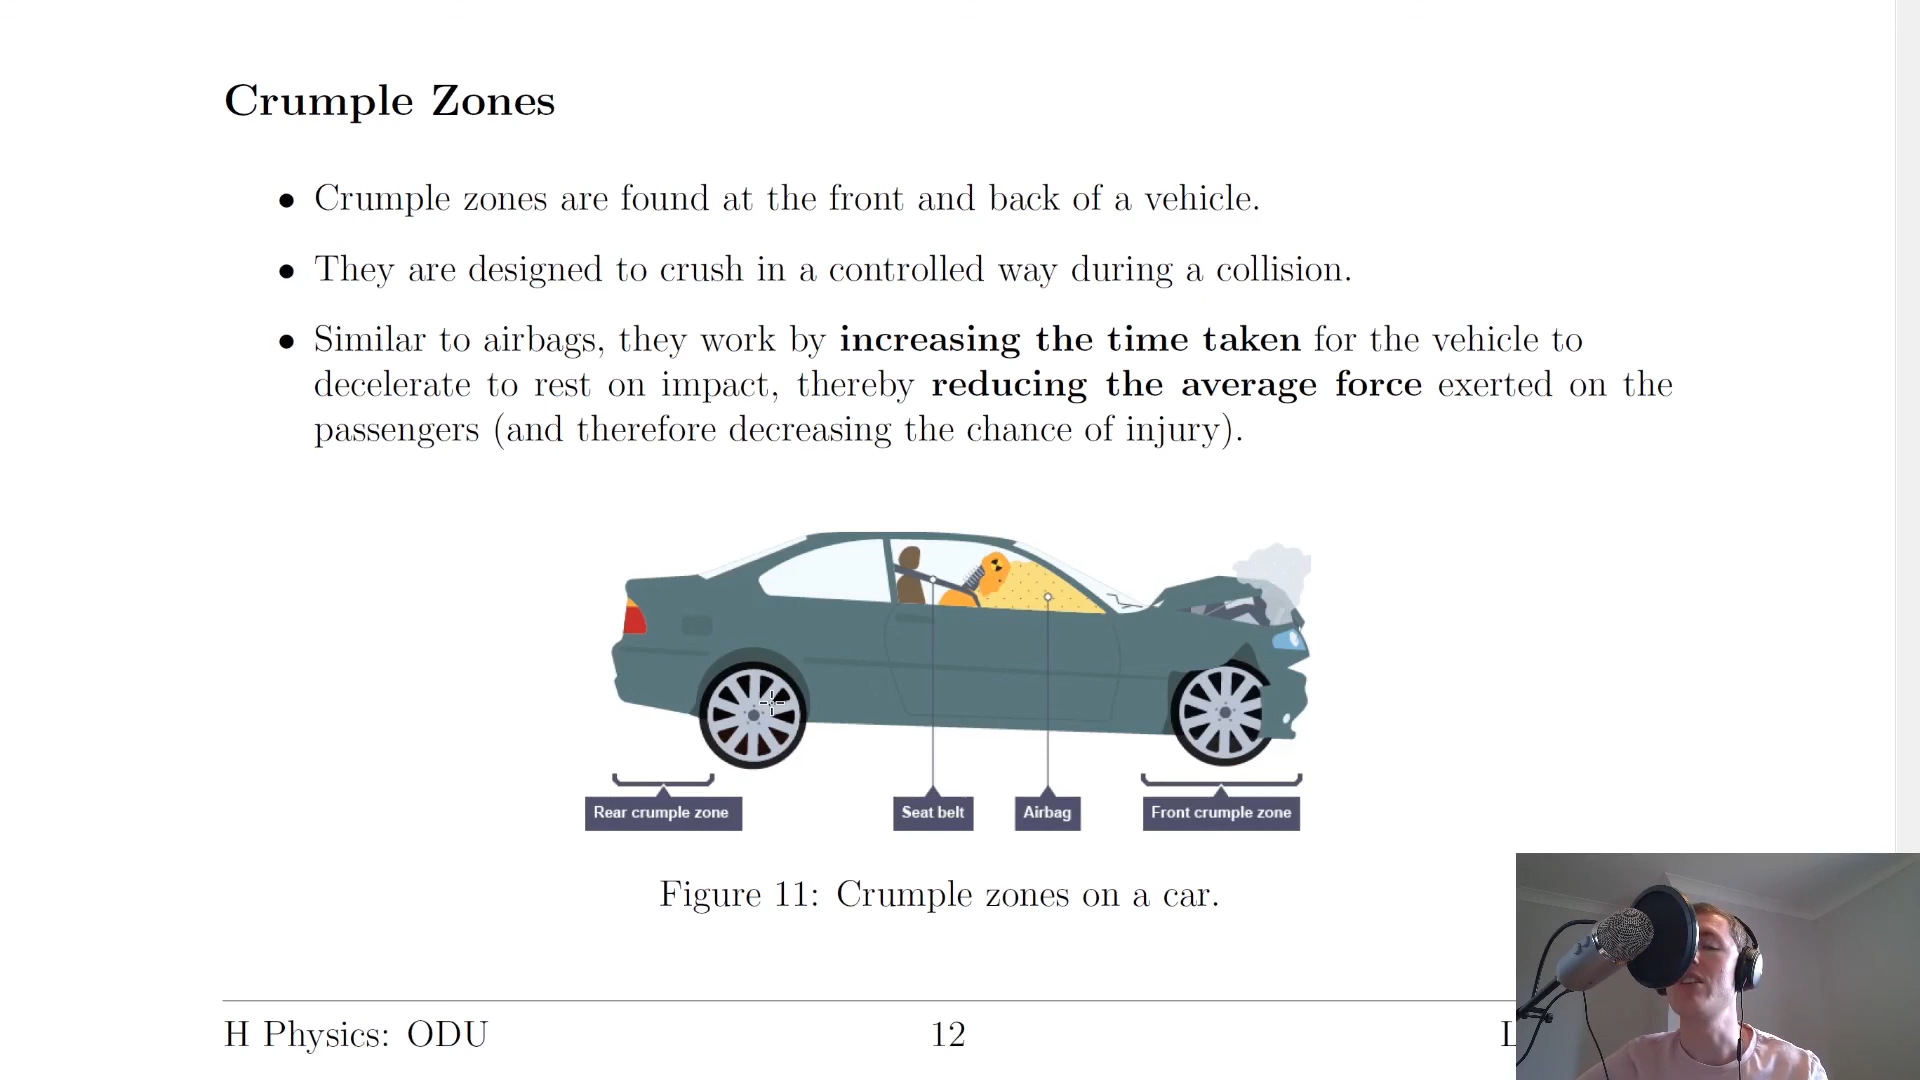 Crumple Zones
• Crumple zones are found at the front and back of a vehicle.
• They are designed to crush in a controlled way during a collision.
• Similar to airbags, they work by increasing the time taken for the vehicle to
decelerate to rest on impact, thereby reducing the average force exerted on the
passengers (and therefore decreasing the chance of injury).
Rear crumple zone
Seat belt
Airbag
Front crumple zone
Figure 11: Crumple zones on a car.
H Physics: ODU
12